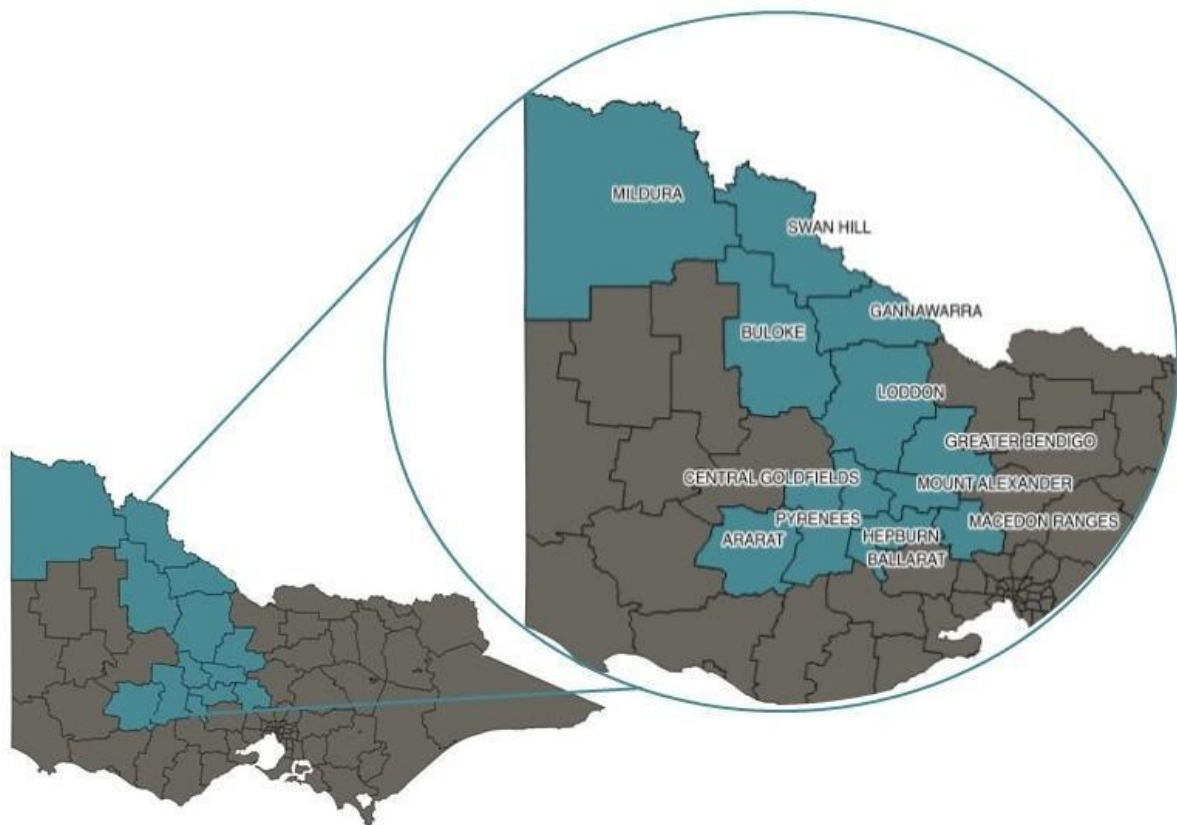 MILDURA
SWAN HILL
GANNAWARRA
BULOKE
LODDON
GREATER BENDIGO
CENTRAL GOLDFIELDS
MOUNT ALEXANDER
PYRENEES
MACEDON RANGES
ARARAT
HEPBURN
BALLARAT